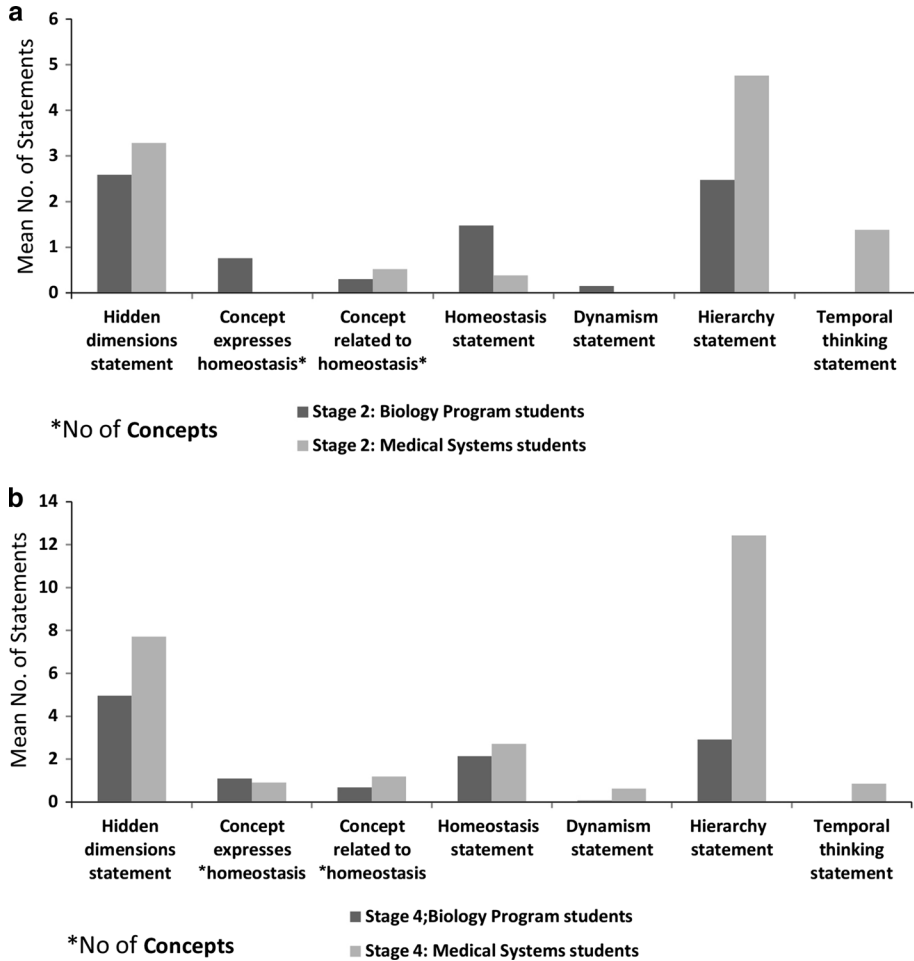 a
Mean No. of Statements
6
5
4
3
2
1
0
Hidden
dimensions
statement
Concept
expresses
homeostasis*
Concept
related to
homeostasis*
Homeostasis
statement
Dynamism
statement
Hierarchy
statement
Temporal
thinking
statement
*No of Concepts
Stage 2: Biology Program students
Stage 2: Medical Systems students
b
Mean No. of Statements
14
12
10
8
6
4
2
0
Hidden
dimensions
statement
Concept
expresses
*homeostasis
Concept
related to
*homeostasis
Homeostasis
statement
Dynamism
statement
Hierarchy
statement
Temporal
thinking
statement
*No of Concepts
Stage 4;Biology Program students
Stage 4: Medical Systems students